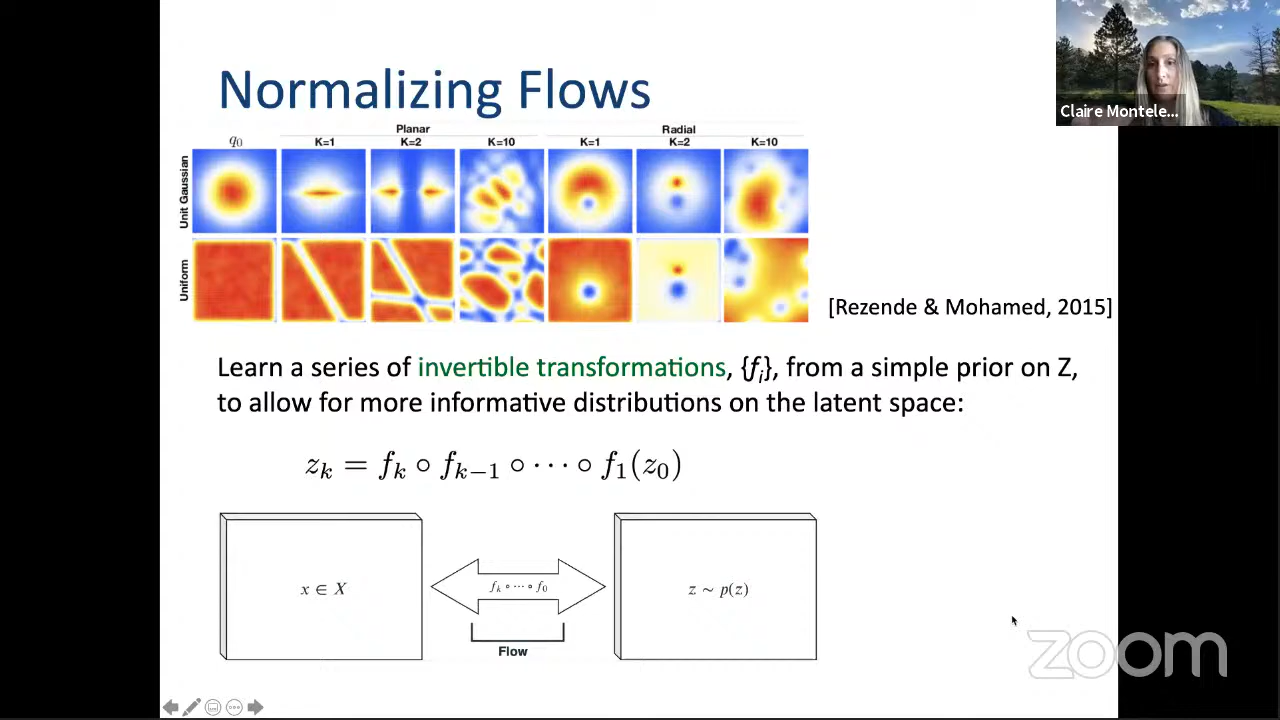 Normalizing Flows
Claire Montele...
Planar
Radial
q₀ K=1 K=2 K=10 K=1 K=2 K=10
Unit Gaussian
Uniform
[Rezende & Mohamed, 2015]
Learn a series of invertible transformations, {fᵢ}, from a simple prior on Z,
to allow for more informative distributions on the latent space:
zₖ = fₖ ∘ fₖ₋₁ ∘ ⋯ ∘ f₁(z₀)
x ∈ X
fₖ ∘ ⋯ ∘ f₀
z ∼ p(z)
Flow
zoom